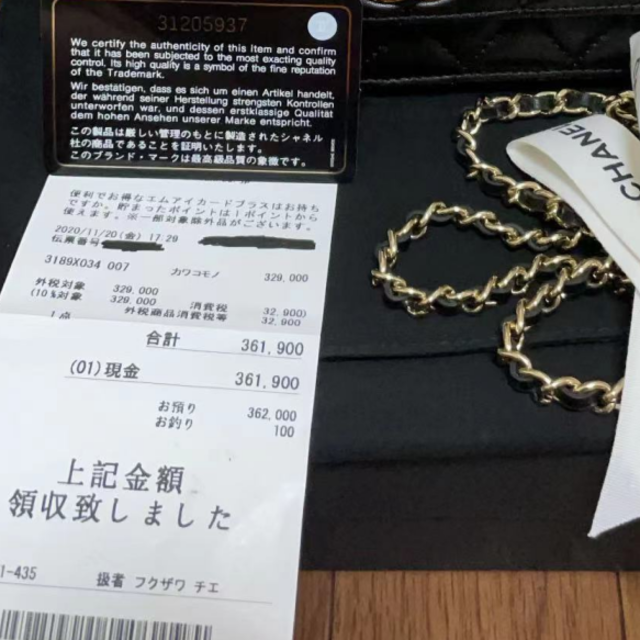 31205937
We certify the authenticity of this item and confirm
that it has been subjected to the most exacting quality
control. Its high quality is a symbol of the fine reputation
of the Trademark.
Wir bestätigen, dass es sich um einen Artikel handelt,
der während seiner Herstellung strengsten Kontrollen
unterworfen war, und dessen erstklassige Qualität
dem hohen Ansehen unserer Marke entspricht.
この製品は厳しい管理のもとに製造されたシャネル
社の商品であることを証明します。
このブランド・マークは最高級品質の象徴です。
便利でお得なエムアイカードプラスはお持ち
ですか。貯まったポイントは1ポイントから
使えます。※一部対象除外品がございます。
2020/11/20(金) 17:29
伝票番号
3189X034 007 カワコモノ 329,000
外税対象 329,000
(10%対象 329,000 消費税 32,900)
1点 外税商品消費税等 32,900
合計 361,900
(01)現金 361,900
お預り 362,000
お釣り 100
上記金額
領収致しました
1-435 扱者 フクザワ チエ
CHANEL